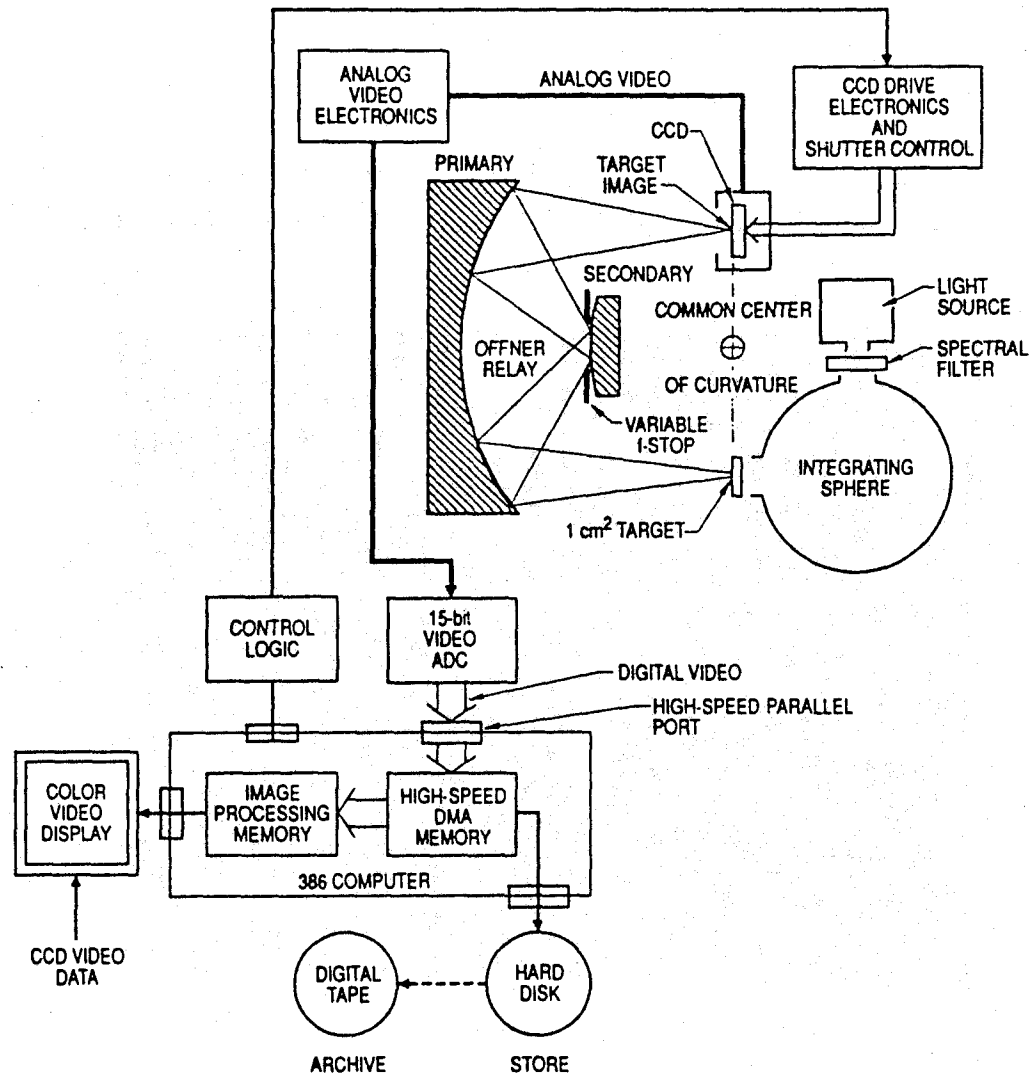 ANALOG
VIDEO
ELECTRONICS
ANALOG VIDEO
CCD DRIVE
ELECTRONICS
AND
SHUTTER CONTROL
CCD
TARGET
IMAGE
PRIMARY
SECONDARY
COMMON CENTER
OF CURVATURE
LIGHT
SOURCE
SPECTRAL
FILTER
OFFNER
RELAY
VARIABLE
f-STOP
INTEGRATING
SPHERE
1 cm² TARGET
CONTROL
LOGIC
15-bit
VIDEO
ADC
DIGITAL VIDEO
HIGH-SPEED PARALLEL
PORT
COLOR
VIDEO
DISPLAY
IMAGE
PROCESSING
MEMORY
HIGH-SPEED
DMA
MEMORY
386 COMPUTER
CCD VIDEO
DATA
DIGITAL
TAPE
HARD
DISK
ARCHIVE
STORE